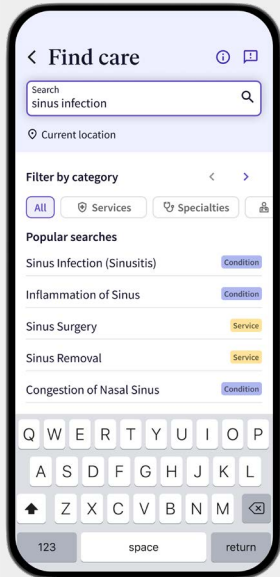 Find care
Search
sinus infection
Current location
Filter by category
All Services Specialties
Popular searches
Sinus Infection (Sinusitis) Condition
Inflammation of Sinus Condition
Sinus Surgery Service
Sinus Removal Service
Congestion of Nasal Sinus Condition
Q W E R T Y U I O P
A S D F G H J K L
Z X C V B N M
123 space return